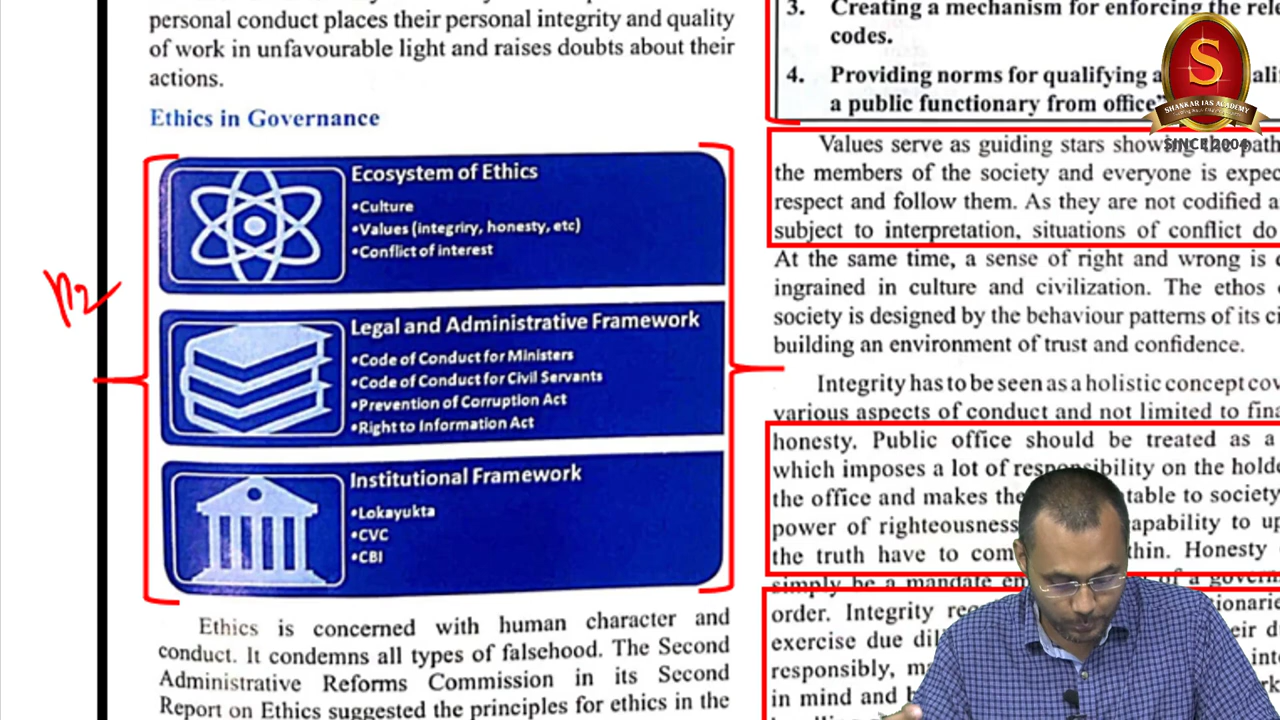 personal conduct places their personal integrity and quality
of work in unfavourable light and raises doubts about their
actions.
Ethics in Governance
Ecosystem of Ethics
•Culture
•Values (integriry, honesty, etc)
•Conflict of interest
Legal and Administrative Framework
•Code of Conduct for Ministers
•Code of Conduct for Civil Servants
•Prevention of Corruption Act
•Right to Information Act
Institutional Framework
•Lokayukta
•CVC
•CBI
Ethics is concerned with human character and
conduct. It condemns all types of falsehood. The Second
Administrative Reforms Commission in its Second
Report on Ethics suggested the principles for ethics in the
3. Creating a mechanism for enforcing the
codes.
4. Providing norms for qualifying
a public functionary from office"
Values serve as guiding stars showing the path
the members of the society and everyone is
respect and follow them. As they are not codified
subject to interpretation, situations of conflict do
At the same time, a sense of right and wrong is
ingrained in culture and civilization. The ethos
society is designed by the behaviour patterns of its
building an environment of trust and confidence.
Integrity has to be seen as a holistic concept
various aspects of conduct and not limited to
honesty. Public office should be treated as a
which imposes a lot of responsibility on the
the office and makes to society
power of righteousness
the truth have to Honesty
simply be a mandate of a
order. Integrity
exercise due
responsibly,
in mind and
S
SHANKAR IAS ACADEMY
SINCE 2004